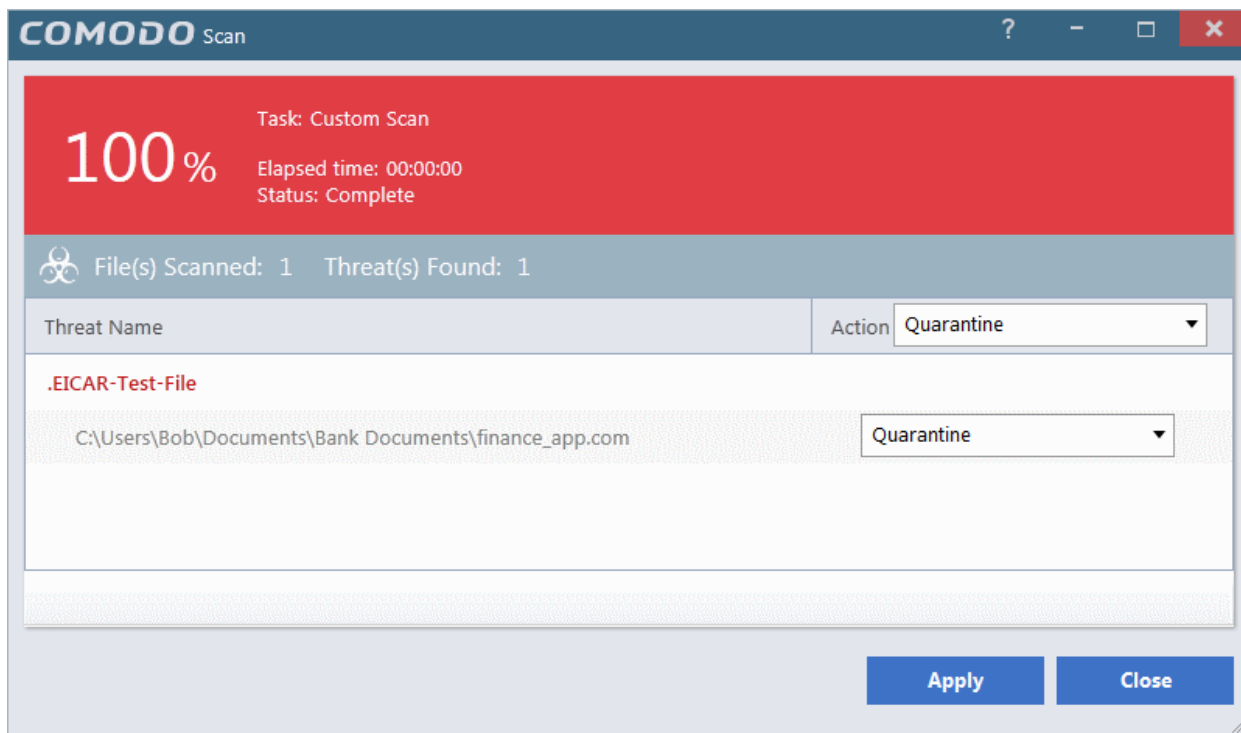 COMODO Scan
?
100 %
Task: Custom Scan
Elapsed time: 00:00:00
Status: Complete
File(s) Scanned: 1 Threat(s) Found: 1
Threat Name Action Quarantine
.EICAR-Test-File
C:\Users\Bob\Documents\Bank Documents\finance_app.com Quarantine
Apply Close